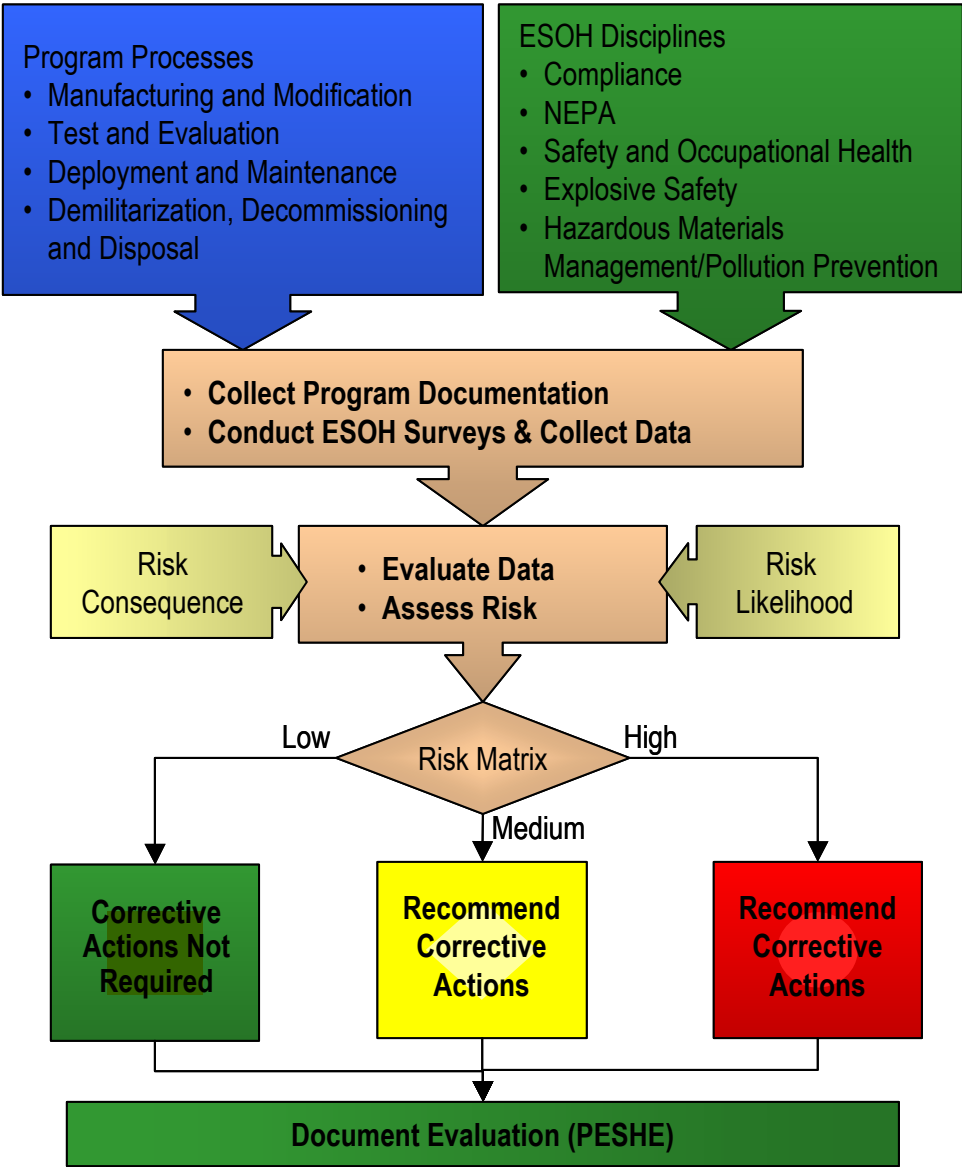 Program Processes
• Manufacturing and Modification
• Test and Evaluation
• Deployment and Maintenance
• Demilitarization, Decommissioning
and Disposal
ESOH Disciplines
• Compliance
• NEPA
• Safety and Occupational Health
• Explosive Safety
• Hazardous Materials
Management/Pollution Prevention
• Collect Program Documentation
• Conduct ESOH Surveys & Collect Data
Risk
Consequence
• Evaluate Data
• Assess Risk
Risk
Likelihood
Low
Risk Matrix
High
Medium
Corrective
Actions Not
Required
Recommend
Corrective
Actions
Recommend
Corrective
Actions
Document Evaluation (PESHE)